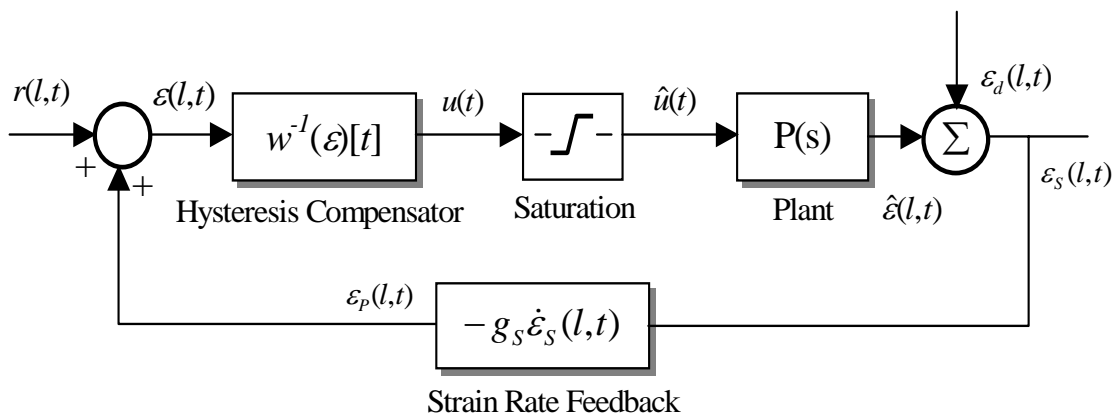 r(l,t)
ε(l,t)
w⁻¹(ε)[t]
u(t)
û(t)
P(s)
ε_d(l,t)
Σ
ε_S(l,t)
+
+
Hysteresis Compensator
Saturation
Plant
ε̂(l,t)
ε_P(l,t)
− g_S ε̇_S(l,t)
Strain Rate Feedback